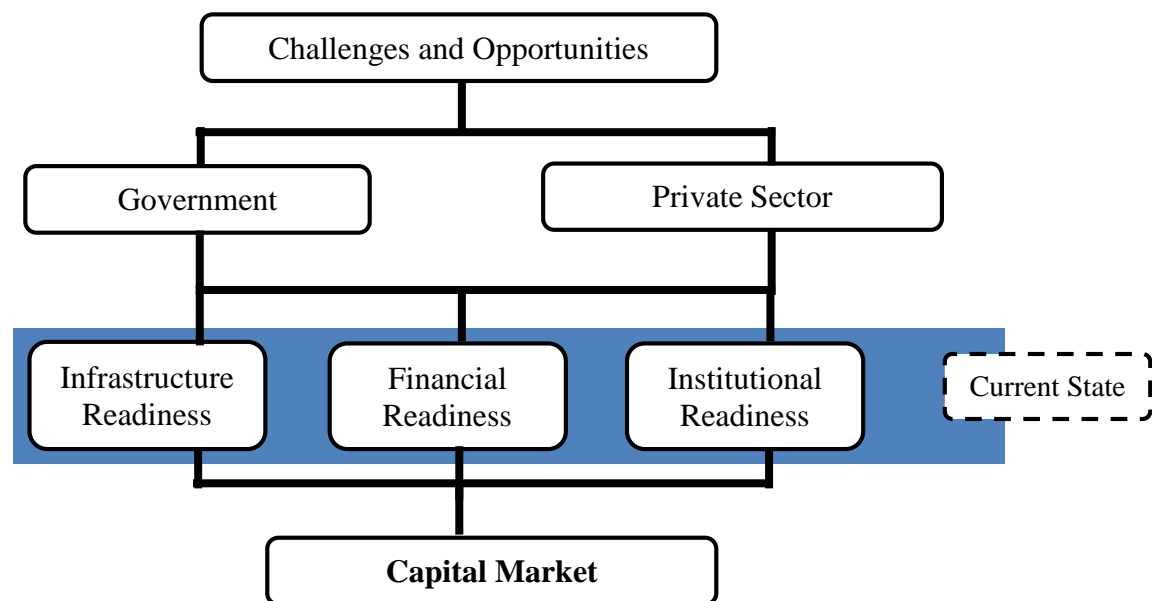 Challenges and Opportunities
Government
Private Sector
Infrastructure
Readiness
Financial
Readiness
Institutional
Readiness
Current State
Capital Market